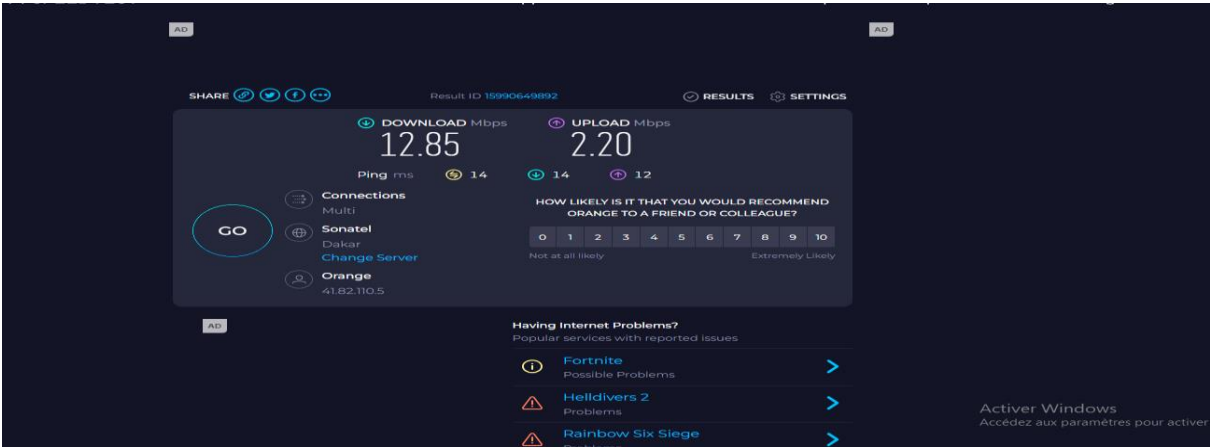 AD
AD
SHARE
Result ID 15990649892
RESULTS
SETTINGS
DOWNLOAD Mbps
UPLOAD Mbps
12.85
2.20
Ping ms
14
14
12
Connections
Multi
HOW LIKELY IS IT THAT YOU WOULD RECOMMEND
ORANGE TO A FRIEND OR COLLEAGUE?
GO
Sonatel
Dakar
Change Server
0 1 2 3 4 5 6 7 8 9 10
Not at all likely
Extremely Likely
Orange
41.82.110.5
AD
Having Internet Problems?
Popular services with reported issues
Fortnite
Possible Problems
Helldivers 2
Problems
Rainbow Six Siege
Activer Windows
Accédez aux paramètres pour activer